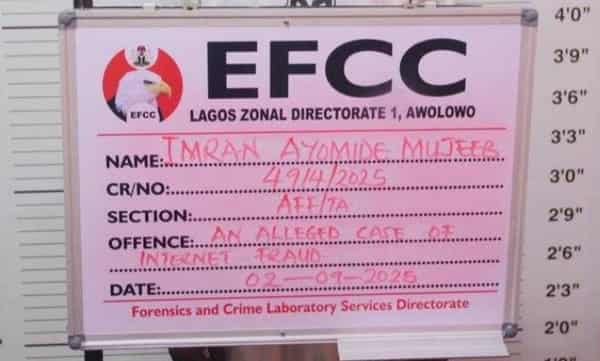 EFCC
EFCC
LAGOS ZONAL DIRECTORATE 1, AWOLOWO
NAME: IMRAN AYOMIDE MUJEEB
CR/NO: 49/4/2025
SECTION: AFF/TA
OFFENCE: AN ALLEGED CASE OF
INTERNET FRAUD
DATE: 02-09-2025
Forensics and Crime Laboratory Services Directorate
4'0"
3'9"
3'6"
3'3"
3'0"
2'9"
2'6"
2'3"
2'0"